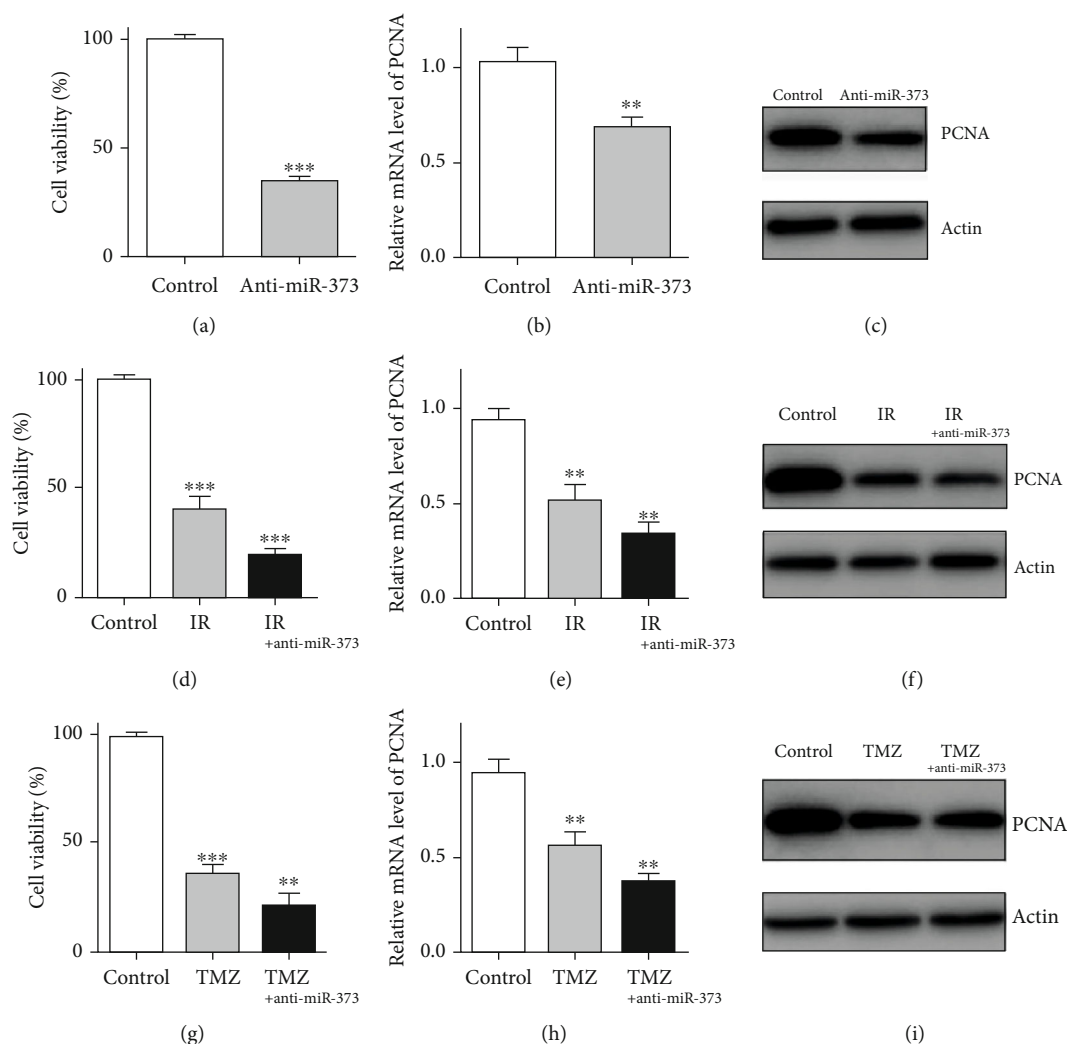 Cell viability (%)
100
50
0
***
Control
Anti-miR-373
(a)
Relative mRNA level of PCNA
1.0
0.5
0.0
**
Control
Anti-miR-373
(b)
Control
Anti-miR-373
PCNA
Actin
(c)
Cell viability (%)
100
50
0
***
***
Control
IR
IR
+anti-miR-373
(d)
Relative mRNA level of PCNA
1.0
0.5
0.0
**
**
Control
IR
IR
+anti-miR-373
(e)
Control
IR
IR
+anti-miR-373
PCNA
Actin
(f)
Cell viability (%)
100
50
0
***
**
Control
TMZ
TMZ
+anti-miR-373
(g)
Relative mRNA level of PCNA
1.0
0.5
0.0
**
**
Control
TMZ
TMZ
+anti-miR-373
(h)
Control
TMZ
TMZ
+anti-miR-373
PCNA
Actin
(i)